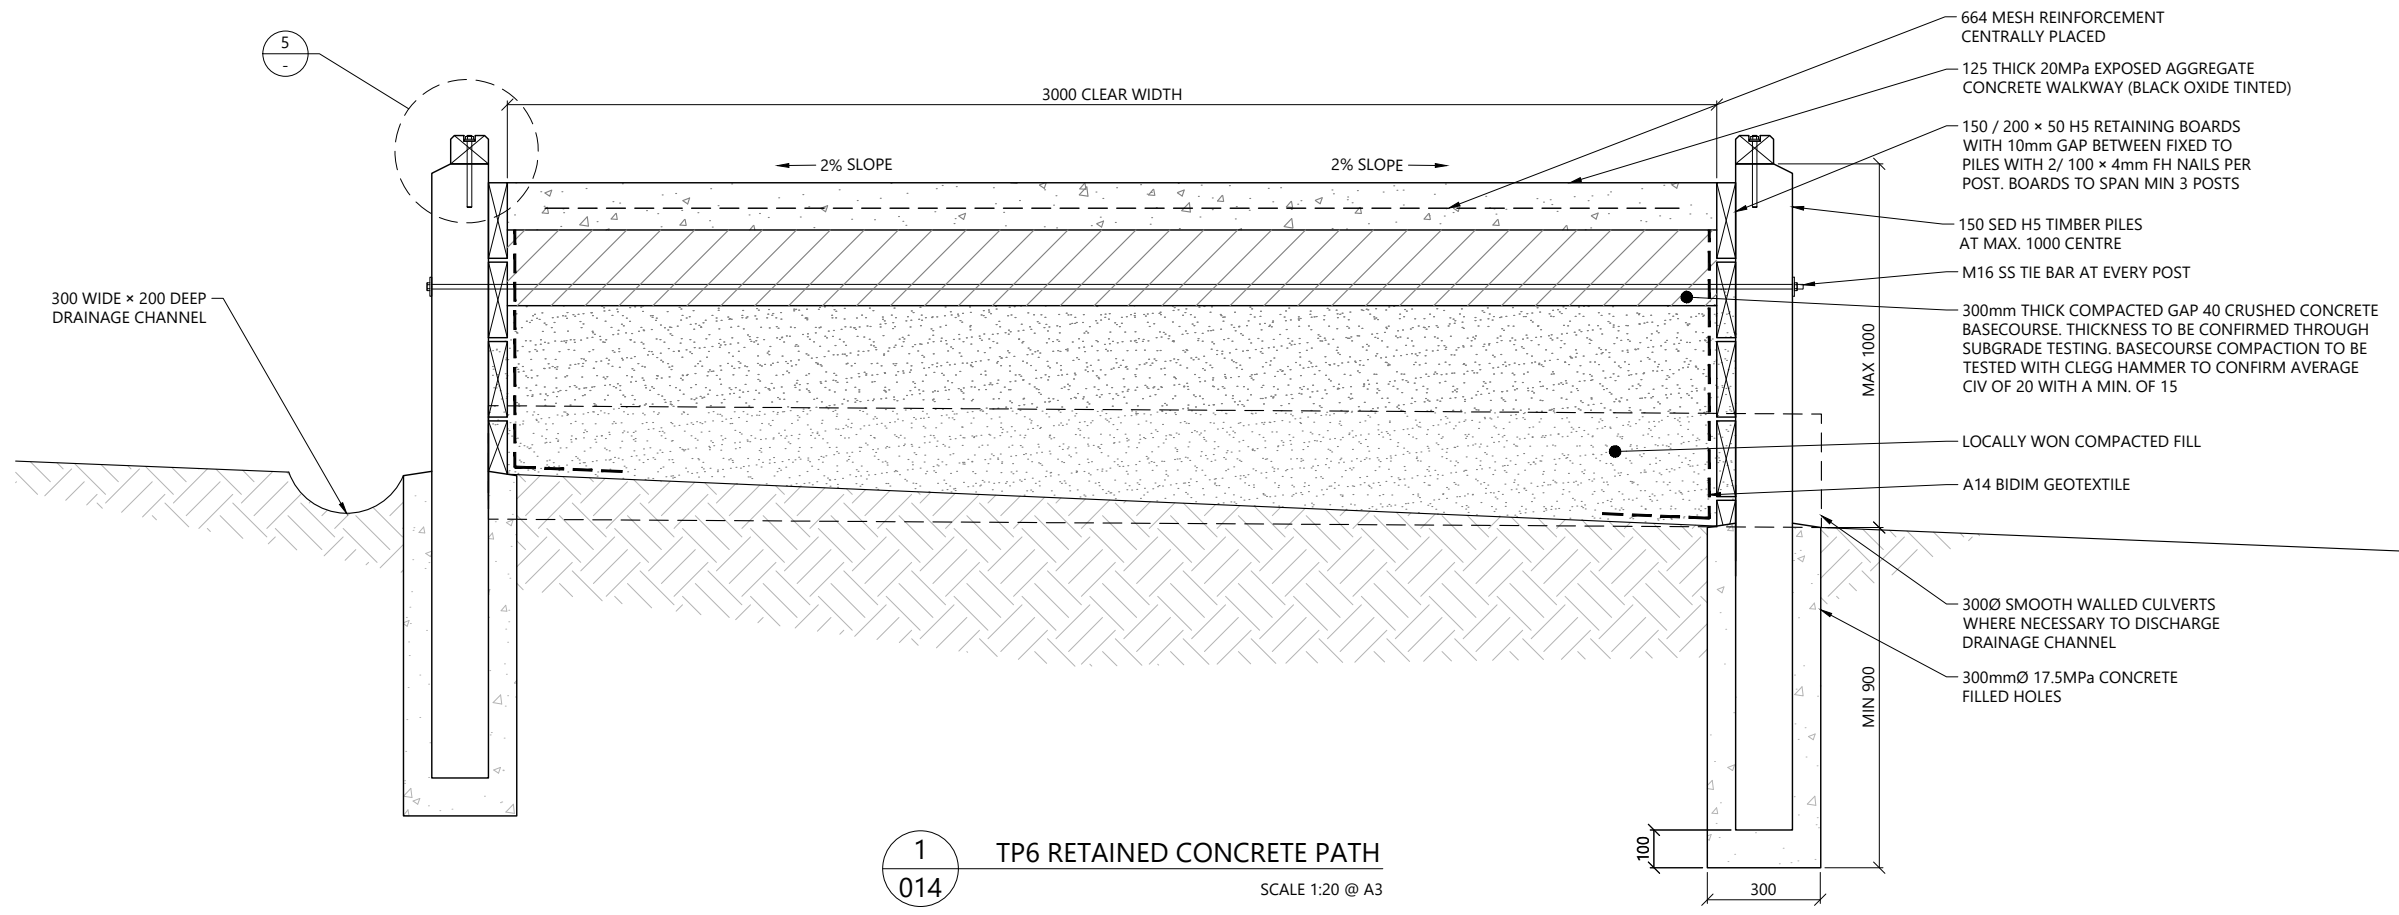 5
-
3000 CLEAR WIDTH
2% SLOPE
2% SLOPE
300 WIDE × 200 DEEP
DRAINAGE CHANNEL
664 MESH REINFORCEMENT
CENTRALLY PLACED
125 THICK 20MPa EXPOSED AGGREGATE
CONCRETE WALKWAY (BLACK OXIDE TINTED)
150 / 200 × 50 H5 RETAINING BOARDS
WITH 10mm GAP BETWEEN FIXED TO
PILES WITH 2/ 100 × 4mm FH NAILS PER
POST. BOARDS TO SPAN MIN 3 POSTS
150 SED H5 TIMBER PILES
AT MAX. 1000 CENTRE
M16 SS TIE BAR AT EVERY POST
300mm THICK COMPACTED GAP 40 CRUSHED CONCRETE
BASECOURSE. THICKNESS TO BE CONFIRMED THROUGH
SUBGRADE TESTING. BASECOURSE COMPACTION TO BE
TESTED WITH CLEGG HAMMER TO CONFIRM AVERAGE
CIV OF 20 WITH A MIN. OF 15
LOCALLY WON COMPACTED FILL
A14 BIDIM GEOTEXTILE
300Ø SMOOTH WALLED CULVERTS
WHERE NECESSARY TO DISCHARGE
DRAINAGE CHANNEL
300mmØ 17.5MPa CONCRETE
FILLED HOLES
MAX 1000
MIN 900
100
300
1
014
TP6 RETAINED CONCRETE PATH
SCALE 1:20 @ A3